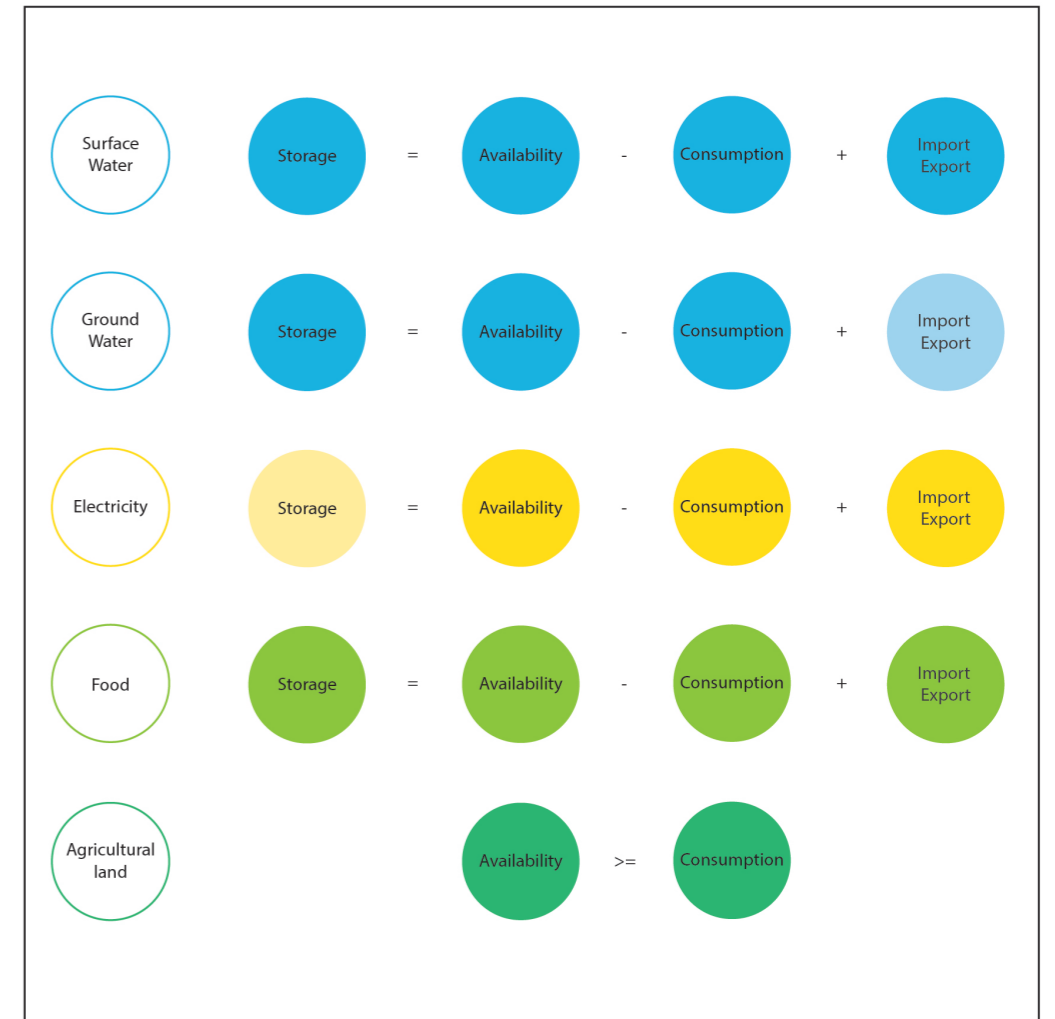 Surface
Water
Storage = Availability - Consumption + Import
Export
Ground
Water
Storage = Availability - Consumption + Import
Export
Electricity
Storage = Availability - Consumption + Import
Export
Food
Storage = Availability - Consumption + Import
Export
Agricultural
land
Availability >= Consumption